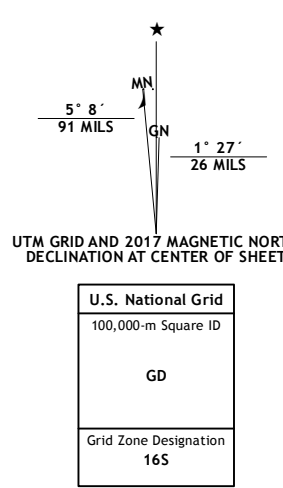 ★
MN
5° 8´
91 MILS
GN
1° 27´
26 MILS
UTM GRID AND 2017 MAGNETIC NORT
DECLINATION AT CENTER OF SHEET
U.S. National Grid
100,000-m Square ID
GD
Grid Zone Designation
16S